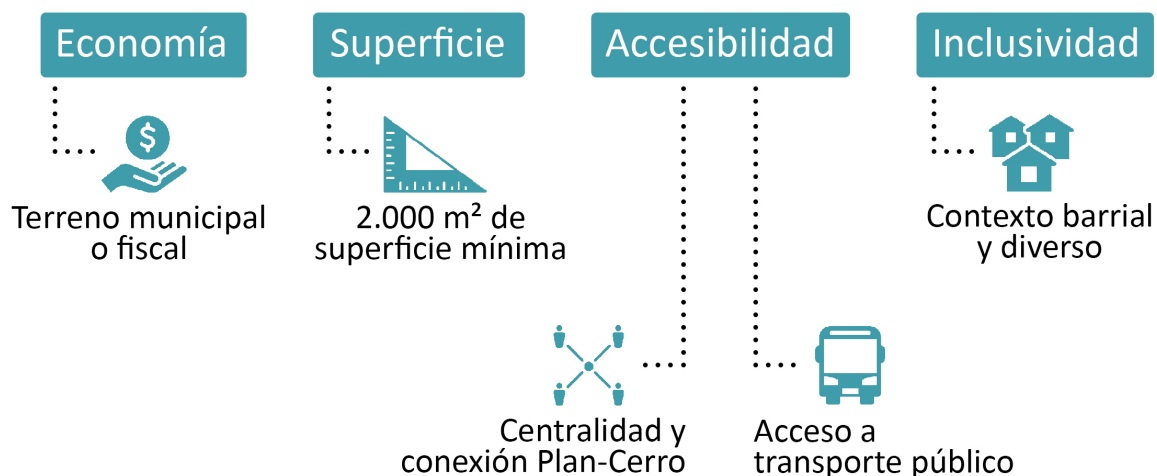 Economía
Superficie
Accesibilidad
Inclusividad
$
Terreno municipal
o fiscal
2.000 m² de
superficie mínima
Contexto barrial
y diverso
Centralidad y
conexión Plan-Cerro
Acceso a
transporte público